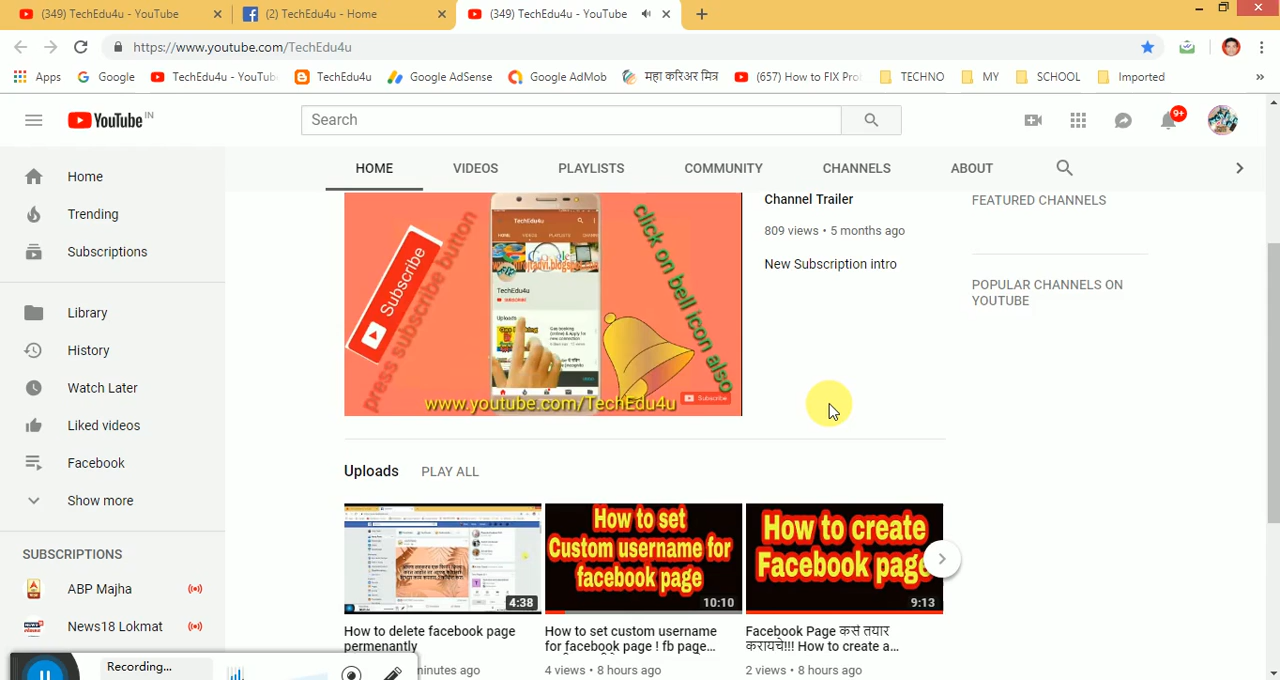 (349) TechEdu4u - YouTube
(2) TechEdu4u - Home
(349) TechEdu4u - YouTube
https://www.youtube.com/TechEdu4u
Apps Google TechEdu4u - YouTub TechEdu4u Google AdSense Google AdMob महा करिअर मित्र (657) How to FIX Pro TECHNO MY SCHOOL Imported »
YouTube IN
Search
9+
HOME VIDEOS PLAYLISTS COMMUNITY CHANNELS ABOUT
Home
Trending
Subscriptions
Library
History
Watch Later
Liked videos
Facebook
Show more
SUBSCRIPTIONS
ABP Majha
News18 Lokmat
Subscribe
press subscribe button
TechEdu4u
HOME
PLAYLISTS
TechEdu4u
Uploads
click on bell icon also
www.youtube.com/TechEdu4u
Subscribe
Channel Trailer
809 views • 5 months ago
New Subscription intro
FEATURED CHANNELS
POPULAR CHANNELS ON
YOUTUBE
Uploads PLAY ALL
4:38
How to delete facebook page
permenantly
inutes ago
How to set
Custom username for
facebook page
10:10
How to set custom username
for facebook page ! fb page...
4 views • 8 hours ago
How to create
Facebook page
9:13
Facebook Page कसे तयार
करायचे!!! How to create a...
2 views • 8 hours ago
Recording...